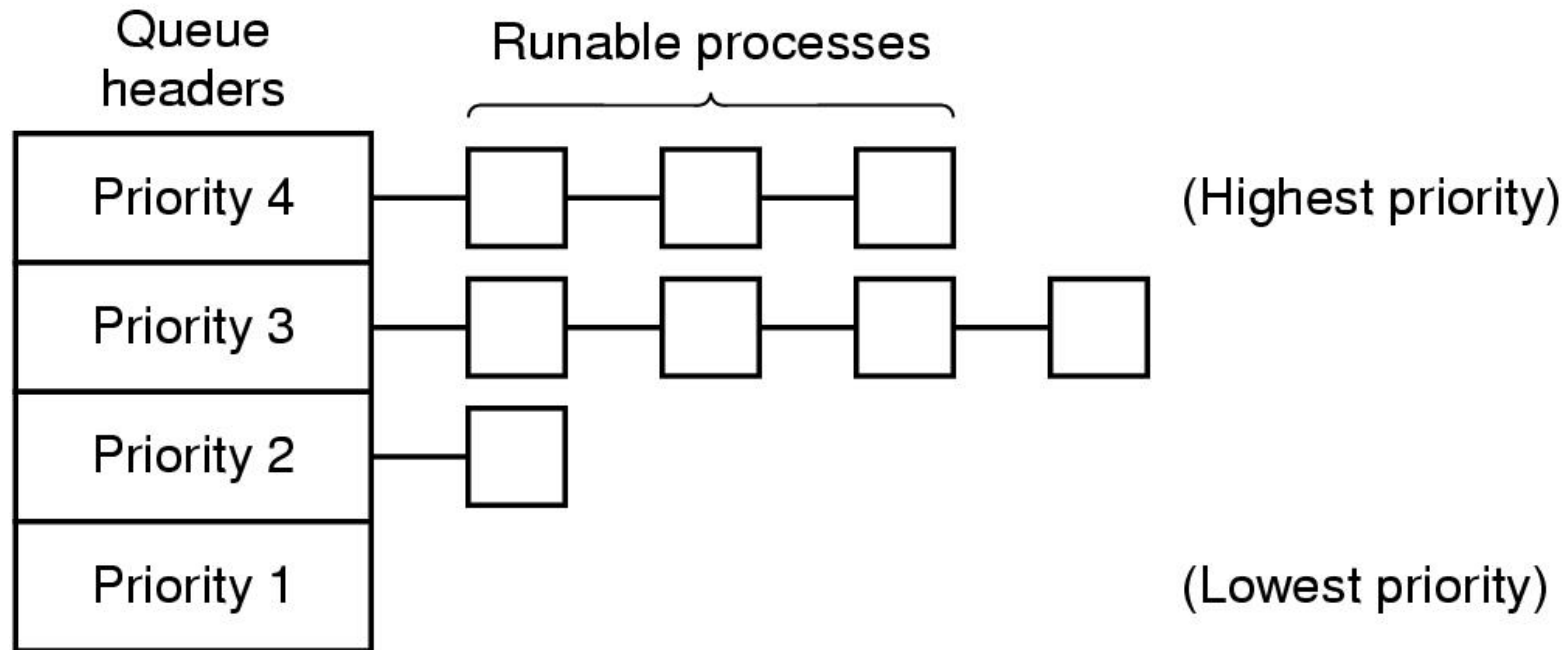 Queue
headers
Runable processes
Priority 4
(Highest priority)
Priority 3
Priority 2
Priority 1
(Lowest priority)